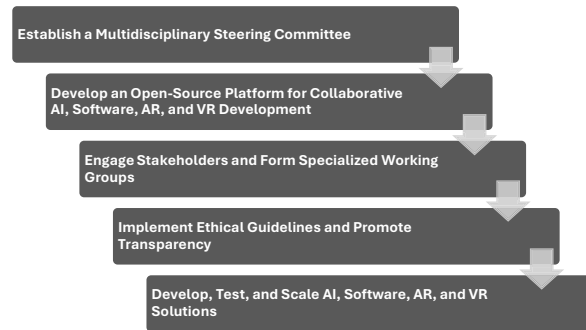 Establish a Multidisciplinary Steering Committee
Develop an Open-Source Platform for Collaborative
AI, Software, AR, and VR Development
Engage Stakeholders and Form Specialized Working
Groups
Implement Ethical Guidelines and Promote
Transparency
Develop, Test, and Scale AI, Software, AR, and VR
Solutions